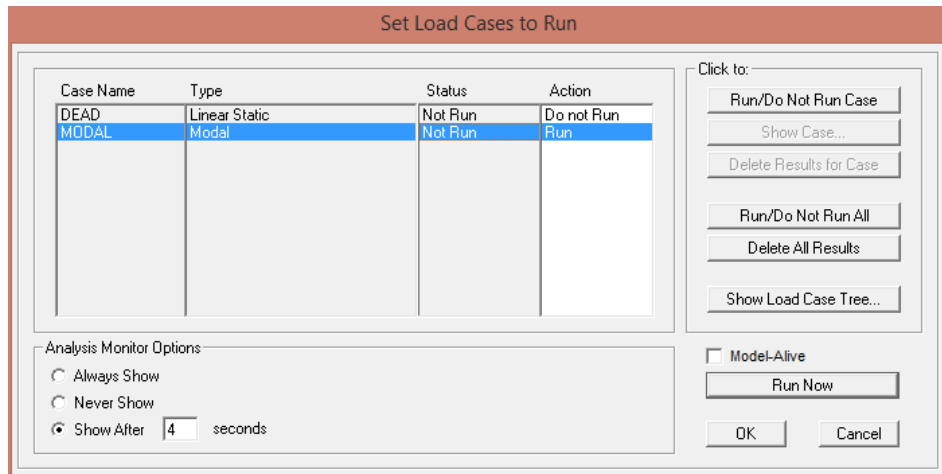 Set Load Cases to Run
Click to:
Case Name Type Status Action
DEAD Linear Static Not Run Do not Run
MODAL Modal Not Run Run
Run/Do Not Run Case
Show Case...
Delete Results for Case
Run/Do Not Run All
Delete All Results
Show Load Case Tree...
Analysis Monitor Options
Always Show
Never Show
Show After 4 seconds
Model-Alive
Run Now
OK Cancel